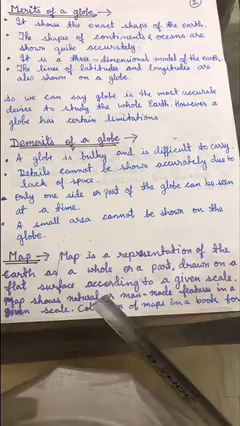 (2)
Merits of a globe →
• It shows the exact shape of the earth.
• The shapes of continents & oceans are
shown quite accurately.
• It is a three-dimensional model of the earth.
• The lines of latitudes and longitudes are
also shown on a globe.
So we can say globe is the most accurate
device to study the whole Earth. However a
globe has certain limitations
Demerits of a globe →
• A globe is bulky and is difficult to carry.
• Details cannot be shown accurately due to
lack of space.
• Only one side or part of the globe can be seen
at a time.
• A small area cannot be shown on the
globe.
Map → Map is a representation of the
Earth as a whole or a part, drawn on a
flat surface according to a given scale.
Map shows natural man-made features in a
given scale. of maps in a book form